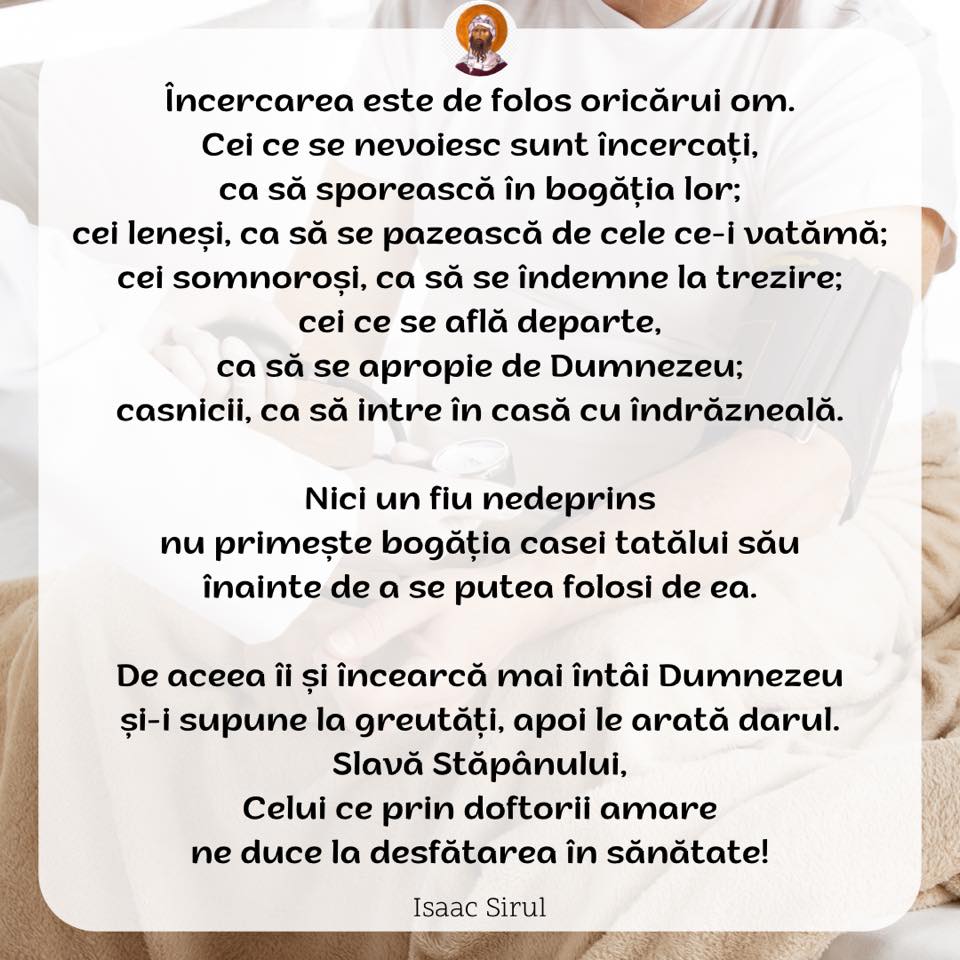 Încercarea este de folos oricărui om.
Cei ce se nevoiesc sunt încercați,
ca să sporească în bogăția lor;
cei leneși, ca să se pazească de cele ce-i vatămă;
cei somnoroși, ca să se îndemne la trezire;
cei ce se află departe,
ca să se apropie de Dumnezeu;
casnicii, ca să intre în casă cu îndrăzneală.
Nici un fiu nedeprins
nu primește bogăția casei tatălui său
înainte de a se putea folosi de ea.
De aceea îi și încearcă mai întâi Dumnezeu
și-i supune la greutăți, apoi le arată darul.
Slavă Stăpânului,
Celui ce prin doftorii amare
ne duce la desfătarea în sănătate!
Isaac Sirul